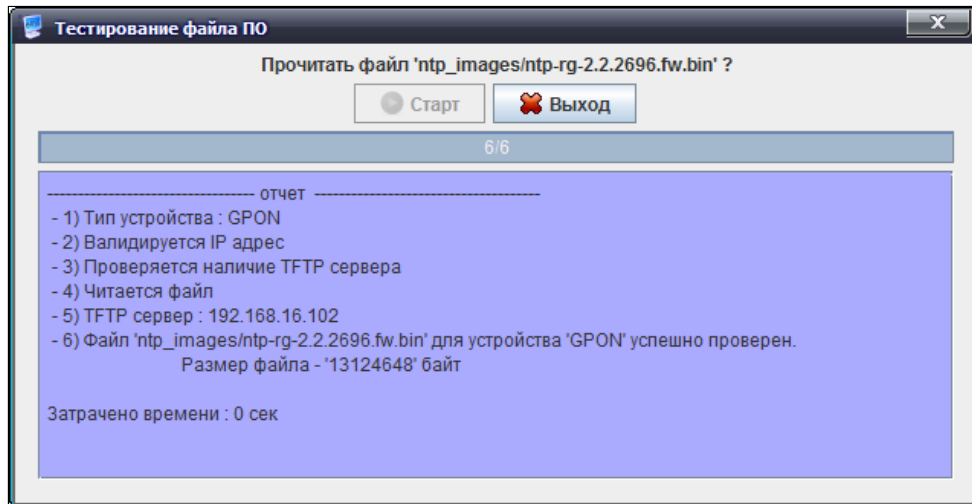 Тестирование файла ПО
X
Прочитать файл 'ntp_images/ntp-rg-2.2.2696.fw.bin' ?
Старт Выход
6/6
---------------------------------- отчет -------------------------------------
- 1) Тип устройства : GPON
- 2) Валидируется IP адрес
- 3) Проверяется наличие TFTP сервера
- 4) Читается файл
- 5) TFTP сервер : 192.168.16.102
- 6) Файл 'ntp_images/ntp-rg-2.2.2696.fw.bin' для устройства 'GPON' успешно проверен.
Размер файла - '13124648' байт
Затрачено времени : 0 сек